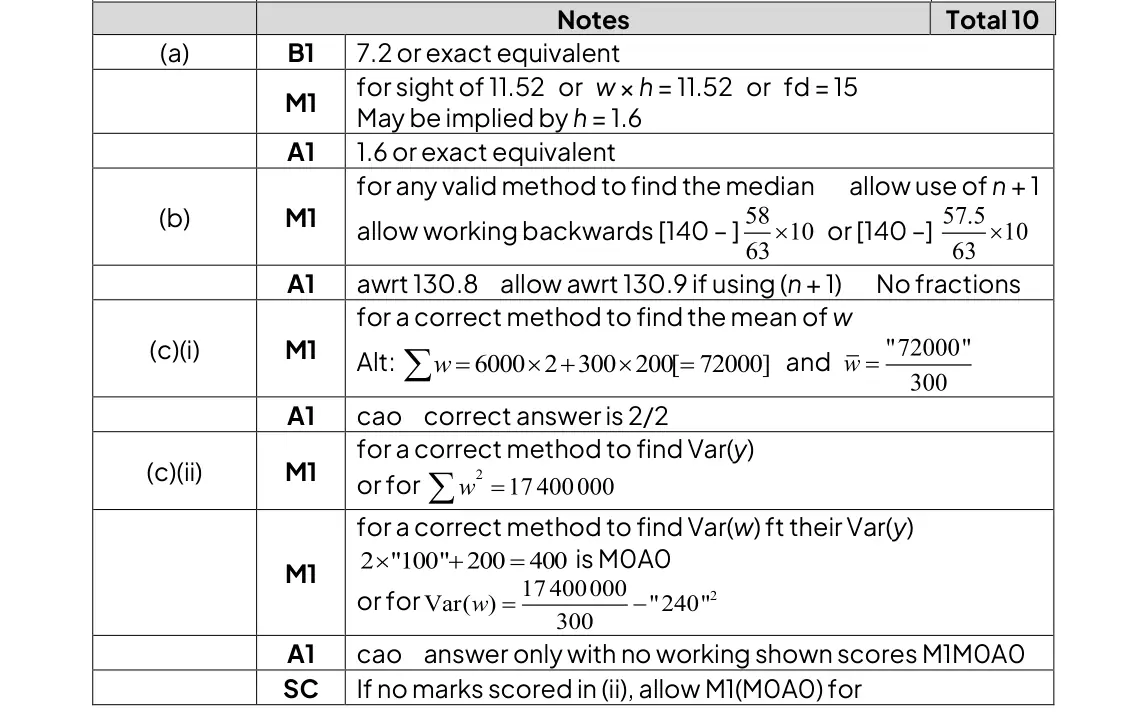 Notes Total 10
(a) B1 7.2 or exact equivalent
M1 for sight of 11.52 or w × h = 11.52 or fd = 15
May be implied by h = 1.6
A1 1.6 or exact equivalent
(b) M1 for any valid method to find the median allow use of n + 1
allow working backwards [140 – ] 58/63 × 10 or [140 –] 57.5/63 × 10
A1 awrt 130.8 allow awrt 130.9 if using (n + 1) No fractions
(c)(i) M1 for a correct method to find the mean of w
Alt: ∑w = 6000 × 2 + 300 × 200[= 72000] and w̅ = "72000"/300
A1 cao correct answer is 2/2
(c)(ii) M1 for a correct method to find Var(y)
or for ∑w² = 17 400 000
M1 for a correct method to find Var(w) ft their Var(y)
2×"100"+ 200 = 400 is M0A0
or for Var(w) = 17 400 000/300 − "240"²
A1 cao answer only with no working shown scores M1M0A0
SC If no marks scored in (ii), allow M1(M0A0) for